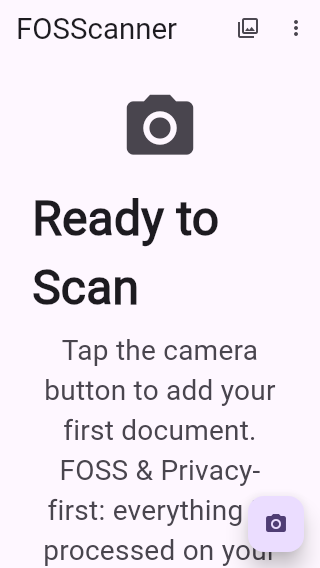 FOSScanner
Ready to
Scan
Tap the camera
button to add your
first document.
FOSS & Privacy-
first: everything
processed on your